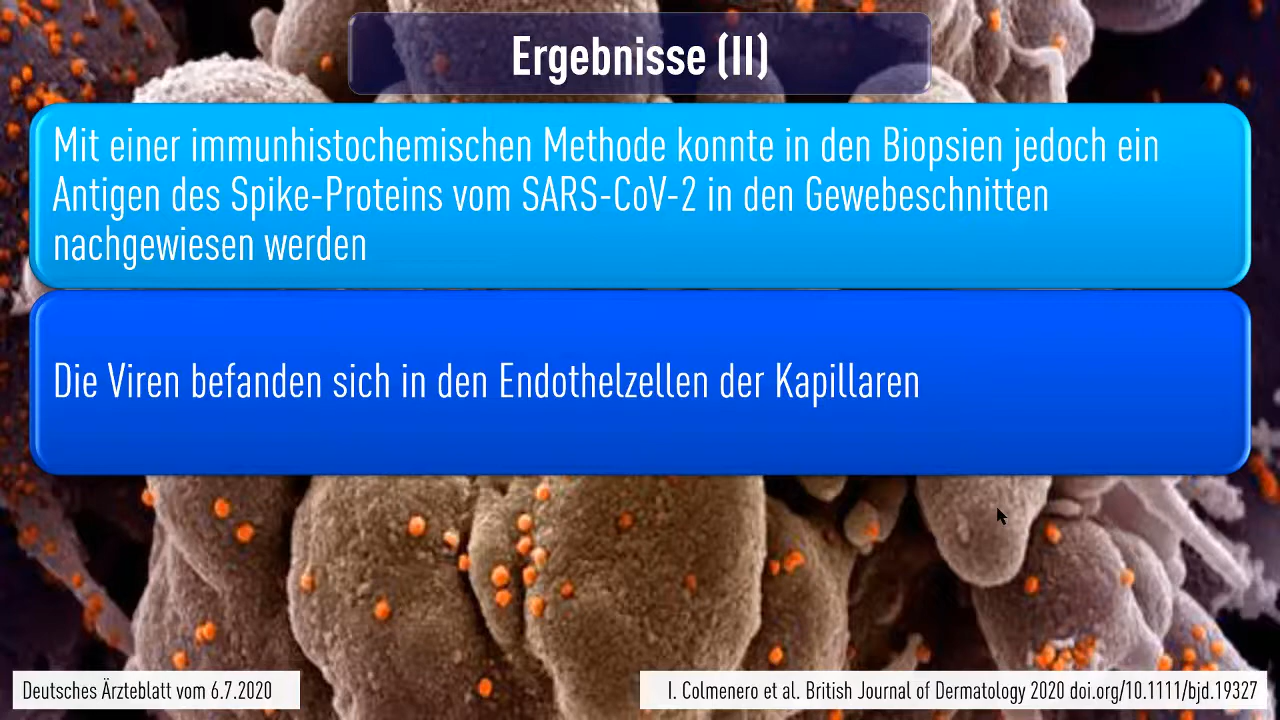 Ergebnisse (II)
Mit einer immunhistochemischen Methode konnte in den Biopsien jedoch ein
Antigen des Spike-Proteins vom SARS-CoV-2 in den Gewebeschnitten
nachgewiesen werden
Die Viren befanden sich in den Endothelzellen der Kapillaren
Deutsches Ärzteblatt vom 6.7.2020
I. Colmenero et al. British Journal of Dermatology 2020 doi.org/10.1111/bjd.19327